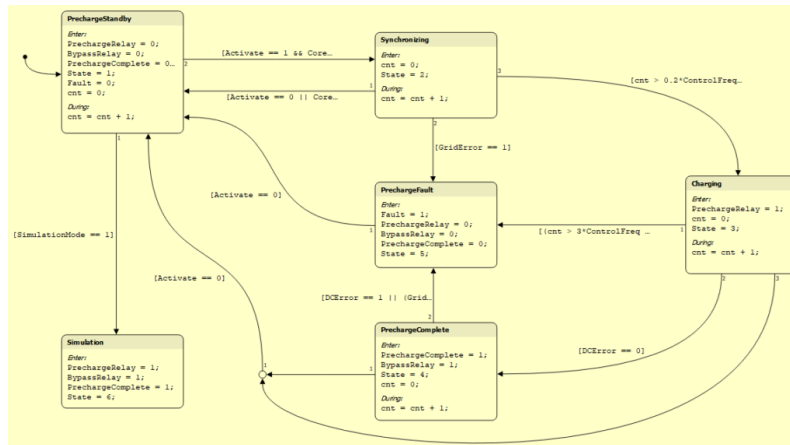 PrechargeStandby
Enter:
PrechargeRelay = 0;
BypassRelay = 0;
PrechargeComplete = 0…
State = 1;
Fault = 0;
cnt = 0;
During:
cnt = cnt + 1;
2
[Activate == 1 && Core…
1
[Activate == 0 || Core…
Synchronizing
Enter:
cnt = 0;
State = 2;
During:
cnt = cnt + 1;
3
[cnt > 0.2*ControlFreq…
2
[GridError == 1]
1
[SimulationMode == 1]
[Activate == 0]
PrechargeFault
Enter:
Fault = 1;
PrechargeRelay = 0;
BypassRelay = 0;
PrechargeComplete = 0;
State = 5;
1
Charging
Enter:
PrechargeRelay = 1;
cnt = 0;
State = 3;
During:
cnt = cnt + 1;
1
[(cnt > 3*ControlFreq …
2
3
[Activate == 0]
[DCError == 1 || (Grid…
2
[DCError == 0]
Simulation
Enter:
PrechargeRelay = 1;
BypassRelay = 1;
PrechargeComplete = 1;
State = 6;
PrechargeComplete
Enter:
PrechargeComplete = 1;
BypassRelay = 1;
State = 4;
cnt = 0;
During:
cnt = cnt + 1;
1
1